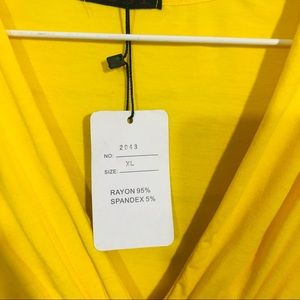 NO: 2043
SIZE: XL
RAYON 95%
SPANDEX 5%